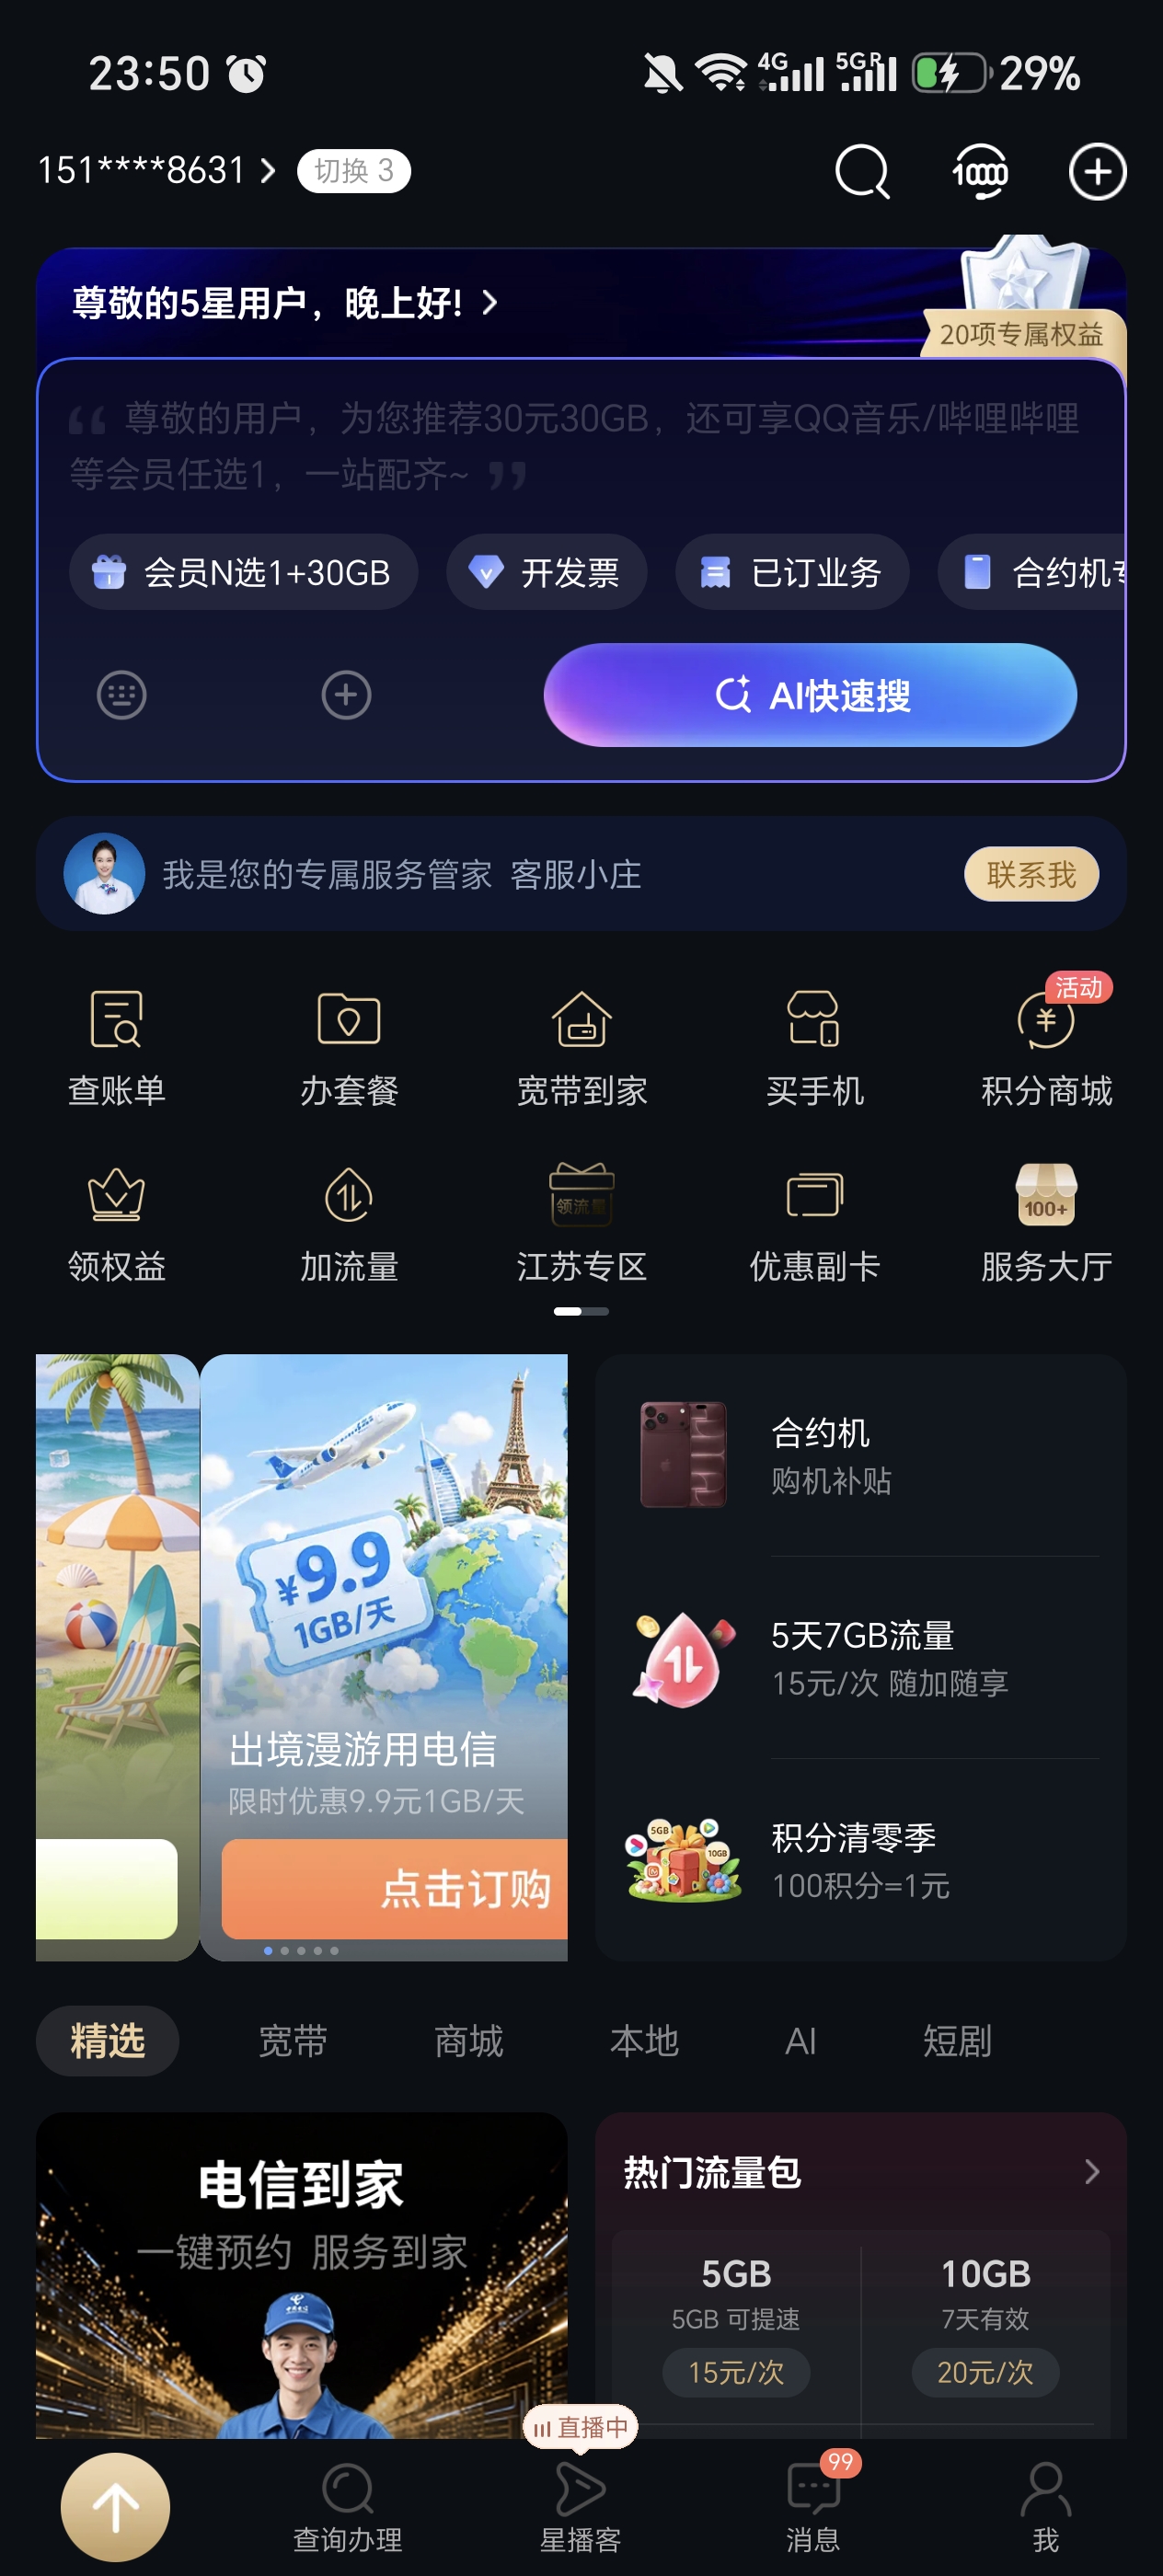 23:50
4G
5G R
29%
151****8631
切换 3
10000
尊敬的5星用户，晚上好!
20项专属权益
尊敬的用户，为您推荐30元30GB，还可享QQ音乐/哔哩哔哩
等会员任选1，一站配齐~
会员N选1+30GB
开发票
已订业务
合约机
AI快速搜
我是您的专属服务管家 客服小庄
联系我
活动
查账单
办套餐
宽带到家
买手机
积分商城
领流量
100+
领权益
加流量
江苏专区
优惠副卡
服务大厅
¥9.9
1GB/天
出境漫游用电信
限时优惠9.9元1GB/天
点击订购
合约机
购机补贴
5天7GB流量
15元/次 随加随享
5GB
10GB
积分清零季
100积分=1元
精选
宽带
商城
本地
AI
短剧
电信到家
一键预约 服务到家
热门流量包
5GB
5GB 可提速
15元/次
10GB
7天有效
20元/次
直播中
99
查询办理
星播客
消息
我